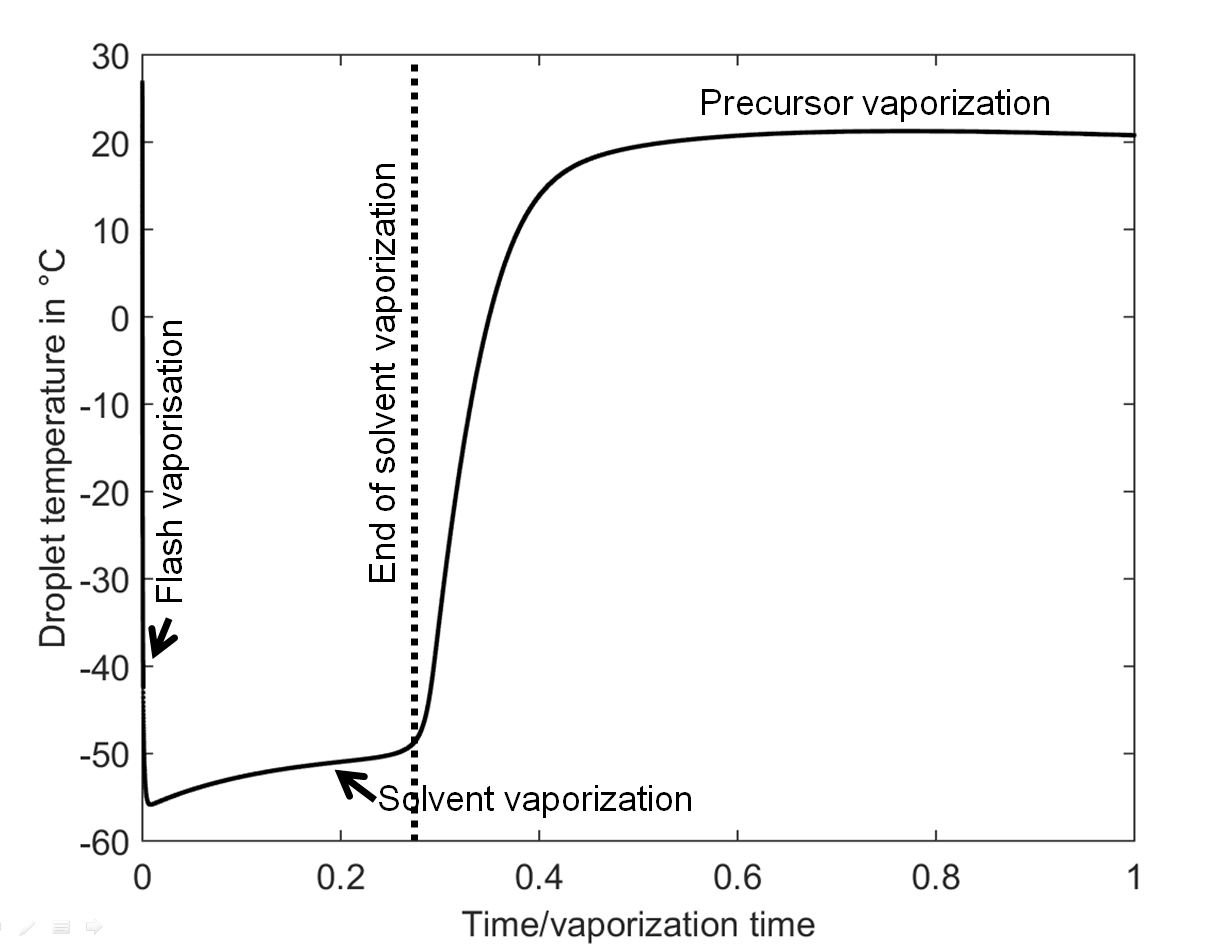 30
20
10
0
-10
-20
-30
-40
-50
-60
Droplet temperature in °C
Flash vaporisation
End of solvent vaporization
Precursor vaporization
Solvent vaporization
0
0.2
0.4
0.6
0.8
1
Time/vaporization time